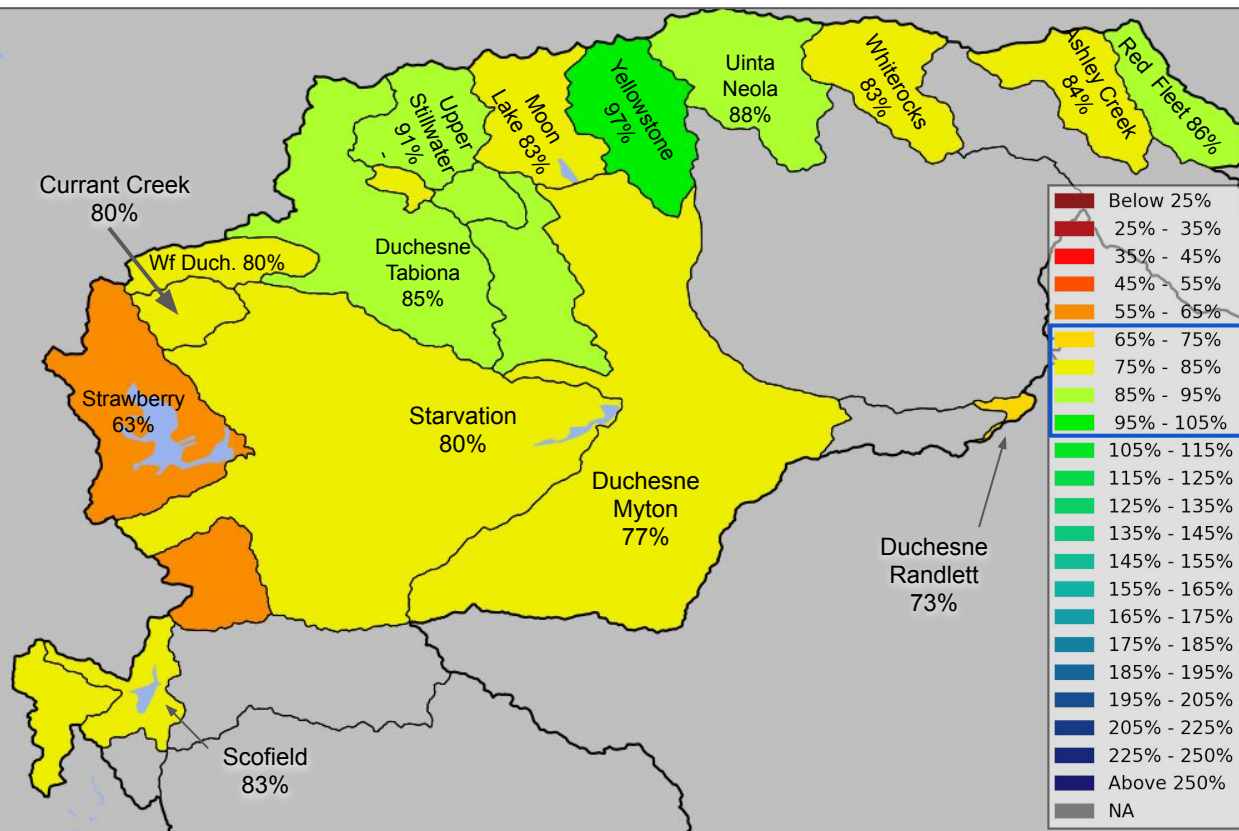 Upper
Stillwater
91%
-
Moon
Lake 83%
Yellowstone
97%
Uinta
Neola
88%
Whiterocks
83%
Ashley Creek
84%
Red Fleet 86%
Currant Creek
80%
Wf Duch. 80%
Duchesne
Tabiona
85%
Strawberry
63%
Starvation
80%
Duchesne
Myton
77%
Duchesne
Randlett
73%
Scofield
83%
Below 25%
25% - 35%
35% - 45%
45% - 55%
55% - 65%
65% - 75%
75% - 85%
85% - 95%
95% - 105%
105% - 115%
115% - 125%
125% - 135%
135% - 145%
145% - 155%
155% - 165%
165% - 175%
175% - 185%
185% - 195%
195% - 205%
205% - 225%
225% - 250%
Above 250%
NA